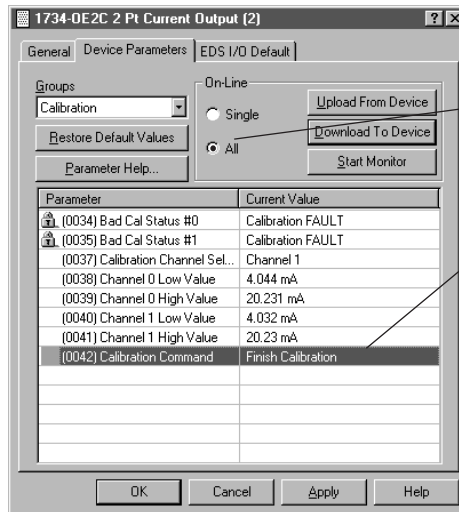 1734-OE2C 2 Pt Current Output (2)
General Device Parameters EDS I/O Default
Groups
Calibration
Restore Default Values
Parameter Help...
On-Line
Single
All
Upload From Device
Download To Device
Start Monitor
Parameter Current Value
(0034) Bad Cal Status #0 Calibration FAULT
(0035) Bad Cal Status #1 Calibration FAULT
(0037) Calibration Channel Sel... Channel 1
(0038) Channel 0 Low Value 4.044 mA
(0039) Channel 0 High Value 20.231 mA
(0040) Channel 1 Low Value 4.032 mA
(0041) Channel 1 High Value 20.23 mA
(0042) Calibration Command Finish Calibration
OK Cancel Apply Help